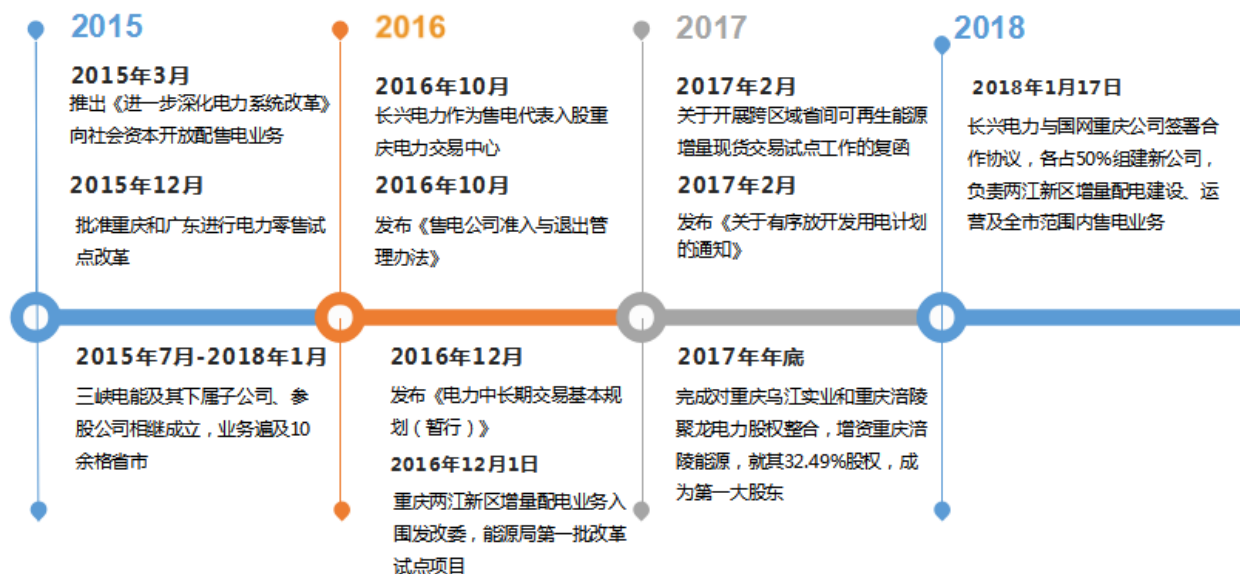 2015
2015年3月
推出《进一步深化电力系统改革》
向社会资本开放配售电业务
2015年12月
批准重庆和广东进行电力零售试
点改革
2015年7月-2018年1月
三峡电能及其下属子公司、参
股公司相继成立，业务遍及10
余格省市
2016
2016年10月
长兴电力作为售电代表入股重
庆电力交易中心
2016年10月
发布《售电公司准入与退出管
理办法》
2016年12月
发布《电力中长期交易基本规
划（暂行）》
2016年12月1日
重庆两江新区增量配电业务入
围发改委，能源局第一批改革
试点项目
2017
2017年2月
关于开展跨区域省间可再生能源
增量现货交易试点工作的复函
2017年2月
发布《关于有序放开发用电计划
的通知》
2017年年底
完成对重庆乌江实业和重庆涪陵
聚龙电力股权整合，增资重庆涪
陵能源，就其32.49%股权，成
为第一大股东
2018
2018年1月17日
长兴电力与国网重庆公司签署合
作协议，各占50%组建新公司，
负责两江新区增量配电建设、运
营及全市范围内售电业务